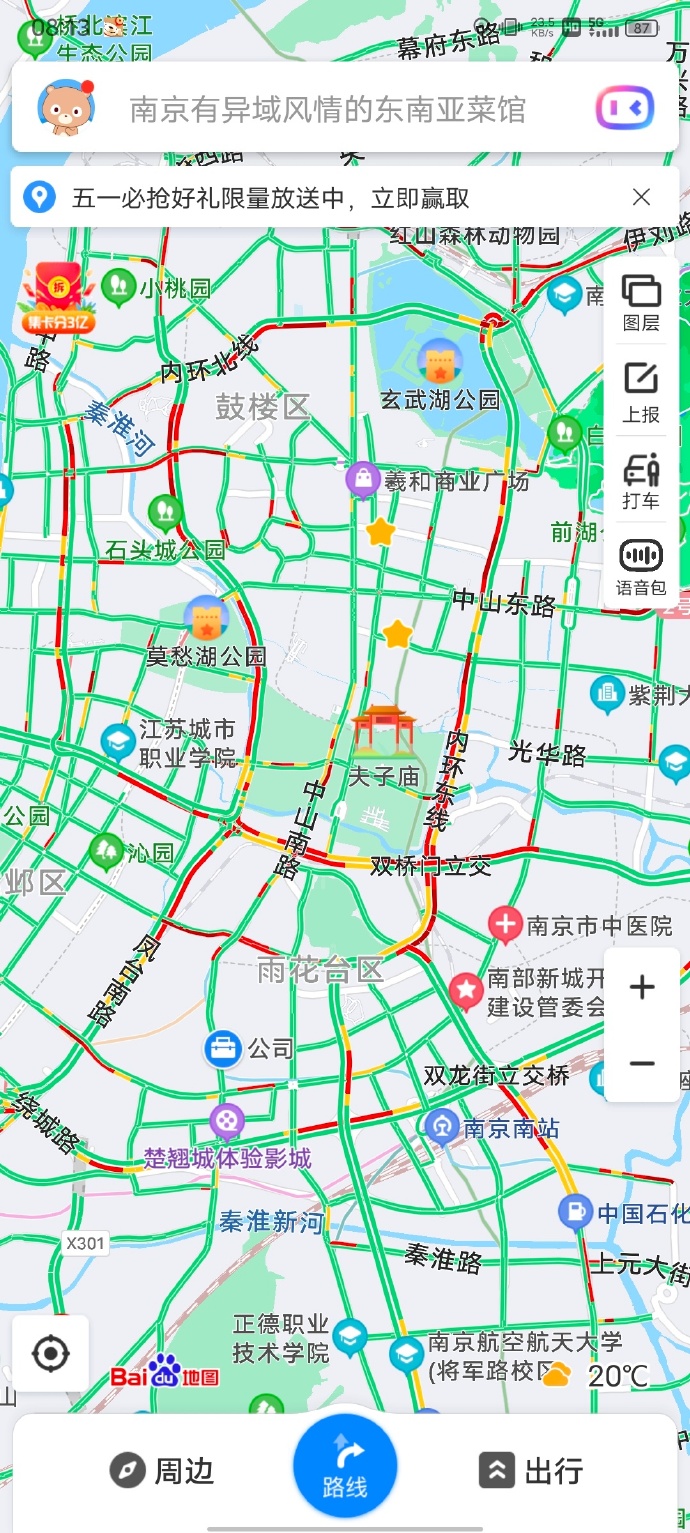 桥北滨江
生态公园
08:13
23.5
KB/s
HD
5G
87
幕府东路
南京有异域风情的东南亚菜馆
五一必抢好礼限量放送中，立即赢取
红山森林动物园
拆
集卡分3亿
小桃园
图层
内环北线
玄武湖公园
上报
秦淮河
鼓楼区
羲和商业广场
打车
石头城公园
前湖
语音包
中山东路
莫愁湖公园
紫荆
江苏城市
职业学院
夫子庙
内环东线
光华路
中山南路
公园
沁园
双桥门立交
邺区
南京市中医院
凤台南路
雨花台区
南部新城开
建设管委会
公司
双龙街立交桥
绕城路
南京南站
楚翘城体验影城
秦淮新河
中国石化
X301
秦淮路
上元大街
正德职业
技术学院
南京航空航天大学
(将军路校区
20℃
Bai du 地图
周边
路线
出行